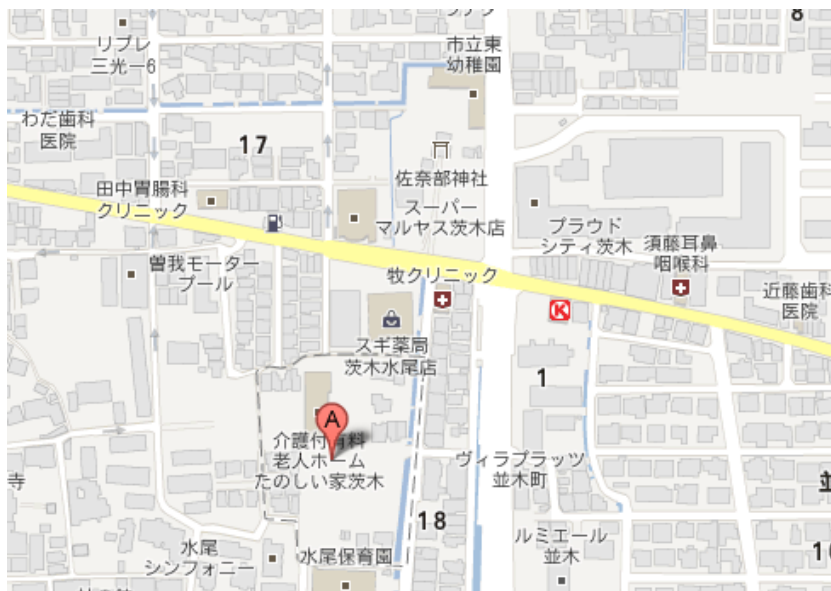 8
リブレ
三光ー6
市立東
幼稚園
わだ歯科
医院
17
佐奈部神社
田中胃腸科
クリニック
スーパー
マルヤス茨木店
プラウド
シティ茨木
須藤耳鼻
咽喉科
曽我モーター
プール
牧クリニック
近藤歯科
医院
K
スギ薬局
茨木水尾店
1
A
介護付有料
老人ホーム
たのしい家茨木
ヴィラプラッツ
並木町
寺
並
18
水尾
シンフォニー
水尾保育園
ルミエール
並木